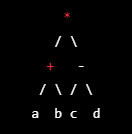 *
/ \
+ -
/ \ / \
a b c d